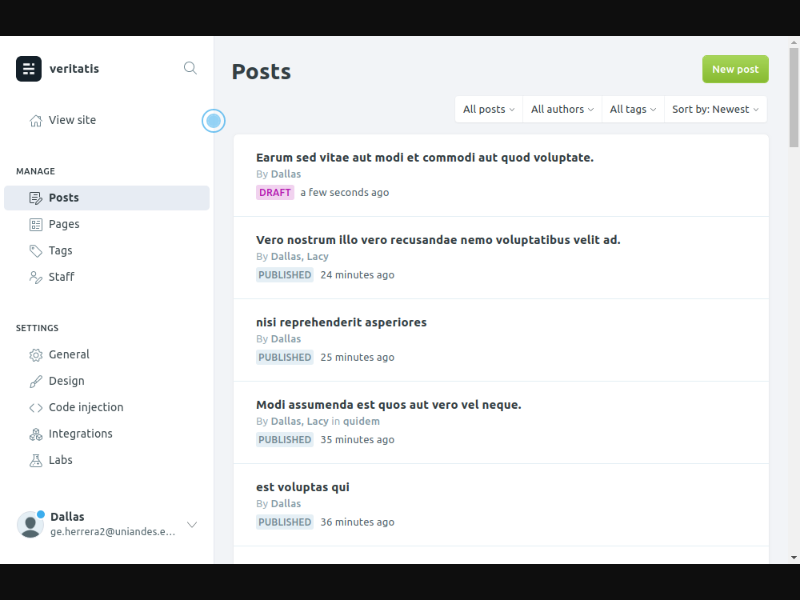 veritatis
View site
MANAGE
Posts
Pages
Tags
Staff
SETTINGS
General
Design
Code injection
Integrations
Labs
Dallas
ge.herrera2@uniandes.e...
Posts
New post
All posts
All authors
All tags
Sort by: Newest
Earum sed vitae aut modi et commodi aut quod voluptate.
By Dallas
DRAFT a few seconds ago
Vero nostrum illo vero recusandae nemo voluptatibus velit ad.
By Dallas, Lacy
PUBLISHED 24 minutes ago
nisi reprehenderit asperiores
By Dallas
PUBLISHED 25 minutes ago
Modi assumenda est quos aut vero vel neque.
By Dallas, Lacy in quidem
PUBLISHED 35 minutes ago
est voluptas qui
By Dallas
PUBLISHED 36 minutes ago